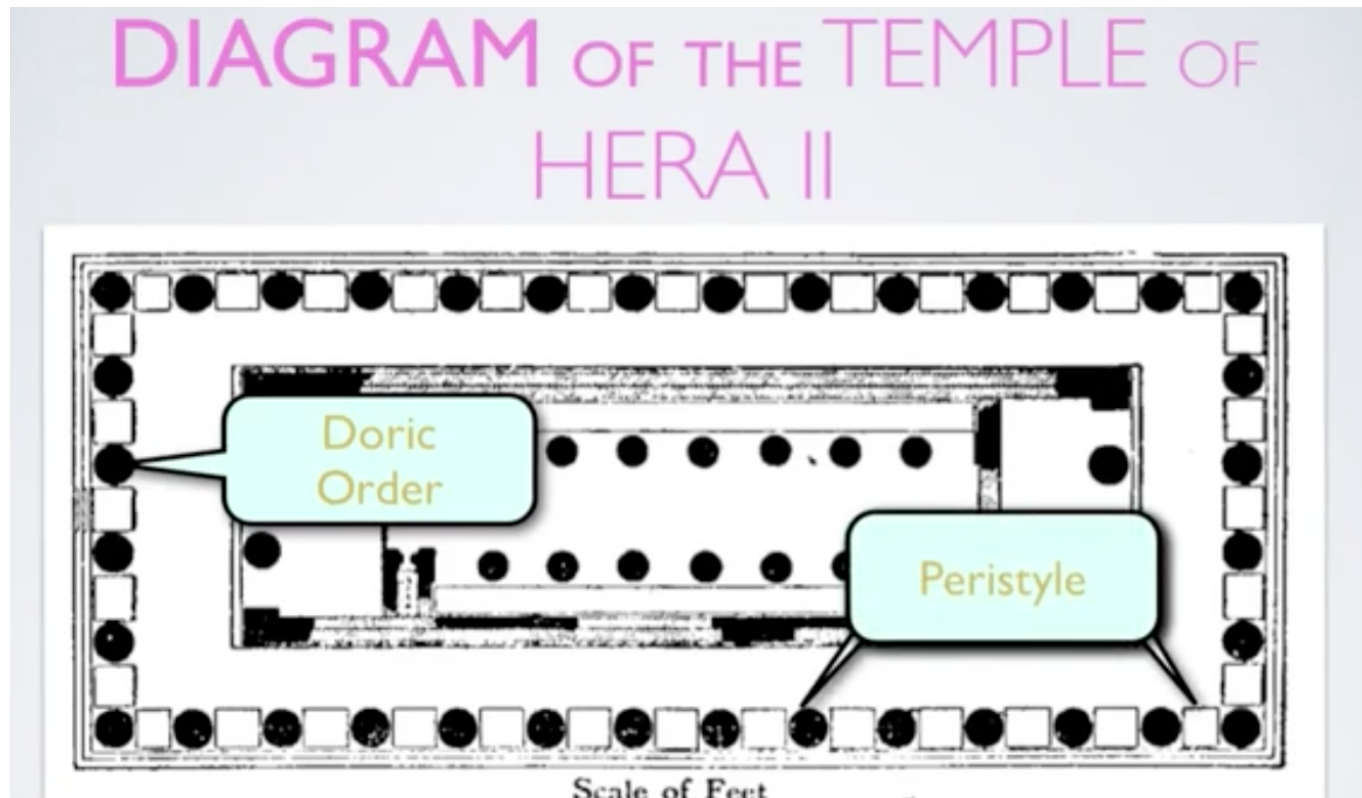 DIAGRAM OF THE TEMPLE OF
HERA II
Doric
Order
Peristyle
Scale of Feet